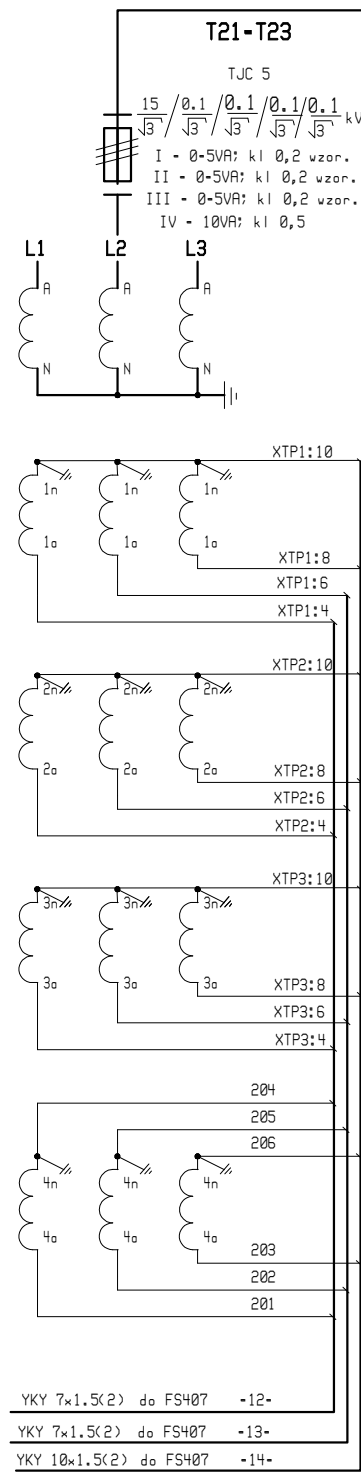 T21-T23
TJC 5
15/√3 / 0.1/√3 / 0.1/√3 / 0.1/√3 / 0.1/√3 kV
I - 0-5VA; kl 0,2 wzor.
II - 0-5VA; kl 0,2 wzor.
III - 0-5VA; kl 0,2 wzor.
IV - 10VA; kl 0,5
L1 L2 L3
A A A
N N N
XTP1:10
1n 1n 1n
1a 1a 1a
XTP1:8
XTP1:6
XTP1:4
XTP2:10
2n 2n 2n
2a 2a 2a
XTP2:8
XTP2:6
XTP2:4
XTP3:10
3n 3n 3n
3a 3a 3a
XTP3:8
XTP3:6
XTP3:4
204
205
206
4n 4n 4n
4a 4a 4a
203
202
201
YKY 7x1.5(2) do FS407 -12-
YKY 7x1.5(2) do FS407 -13-
YKY 10x1.5(2) do FS407 -14-